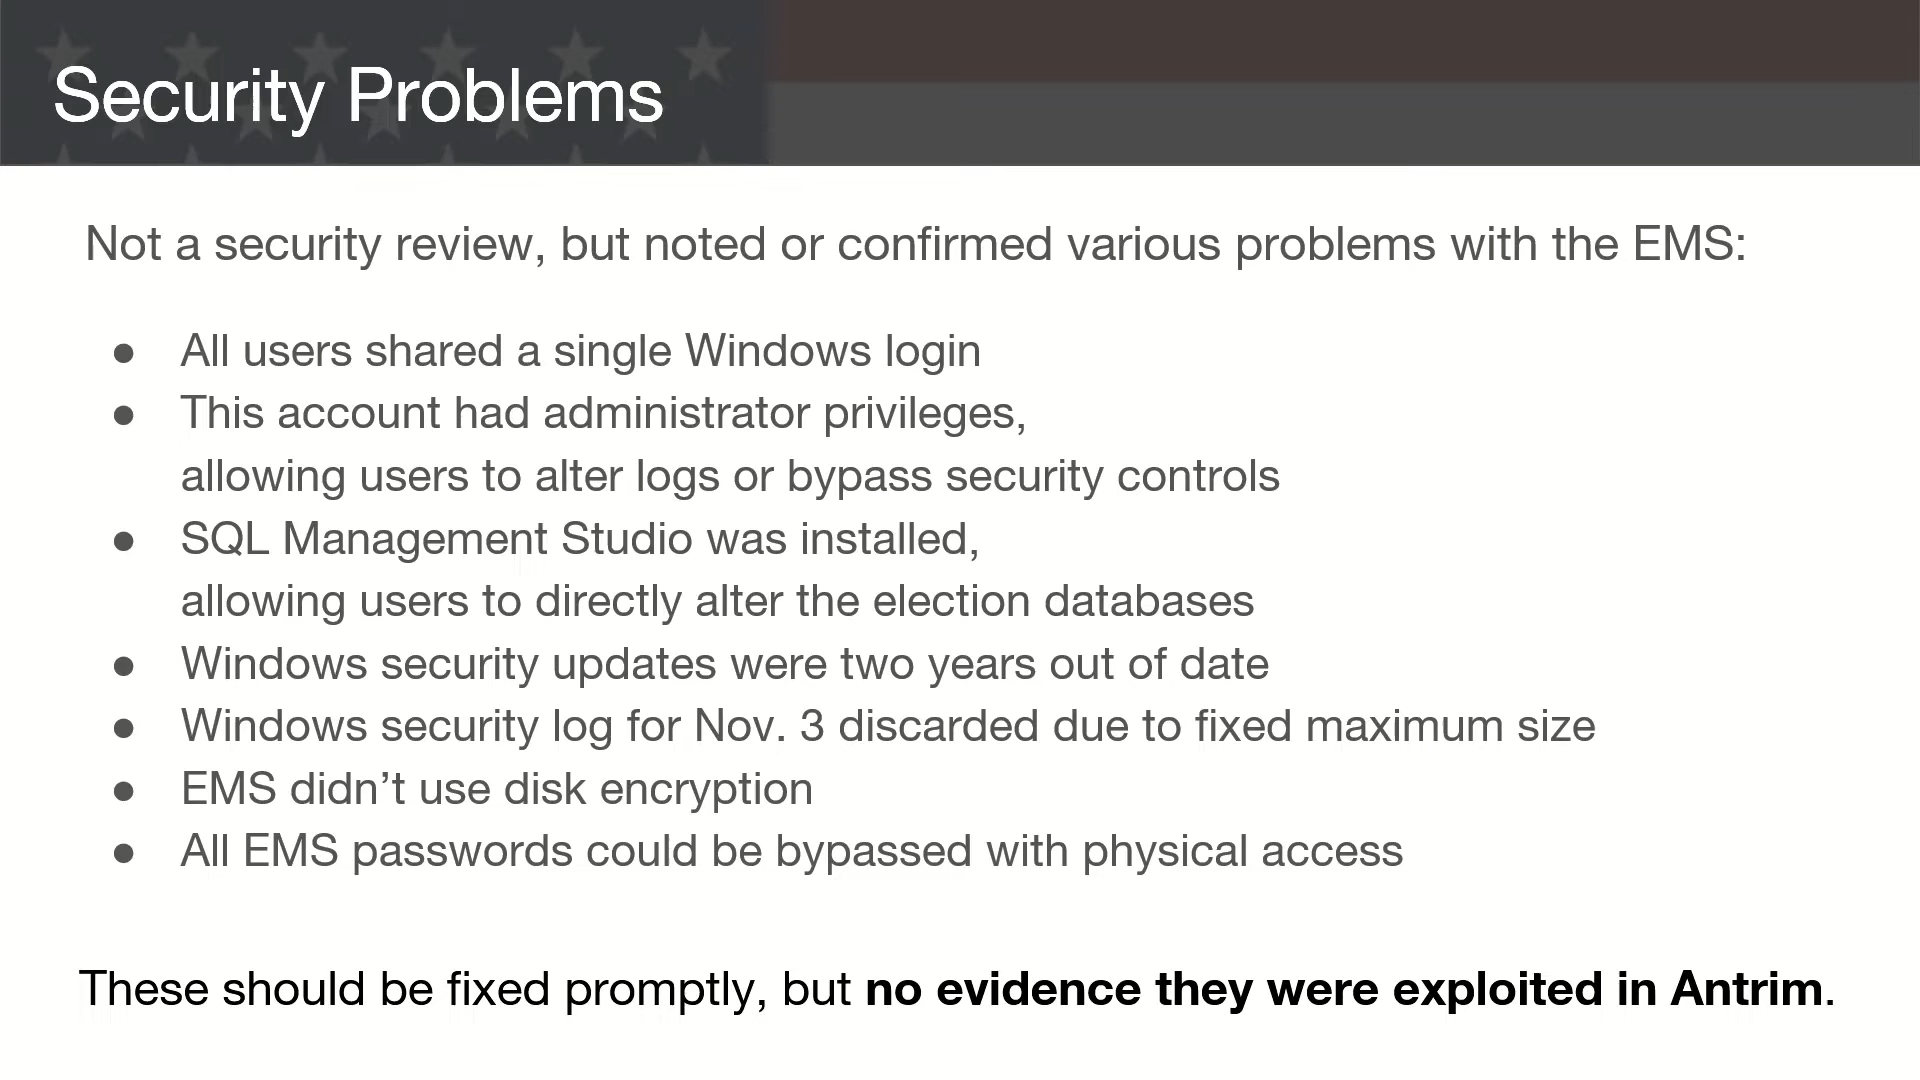 Security Problems
Not a security review, but noted or confirmed various problems with the EMS:
● All users shared a single Windows login
● This account had administrator privileges,
allowing users to alter logs or bypass security controls
● SQL Management Studio was installed,
allowing users to directly alter the election databases
● Windows security updates were two years out of date
● Windows security log for Nov. 3 discarded due to fixed maximum size
● EMS didn’t use disk encryption
● All EMS passwords could be bypassed with physical access
These should be fixed promptly, but no evidence they were exploited in Antrim.